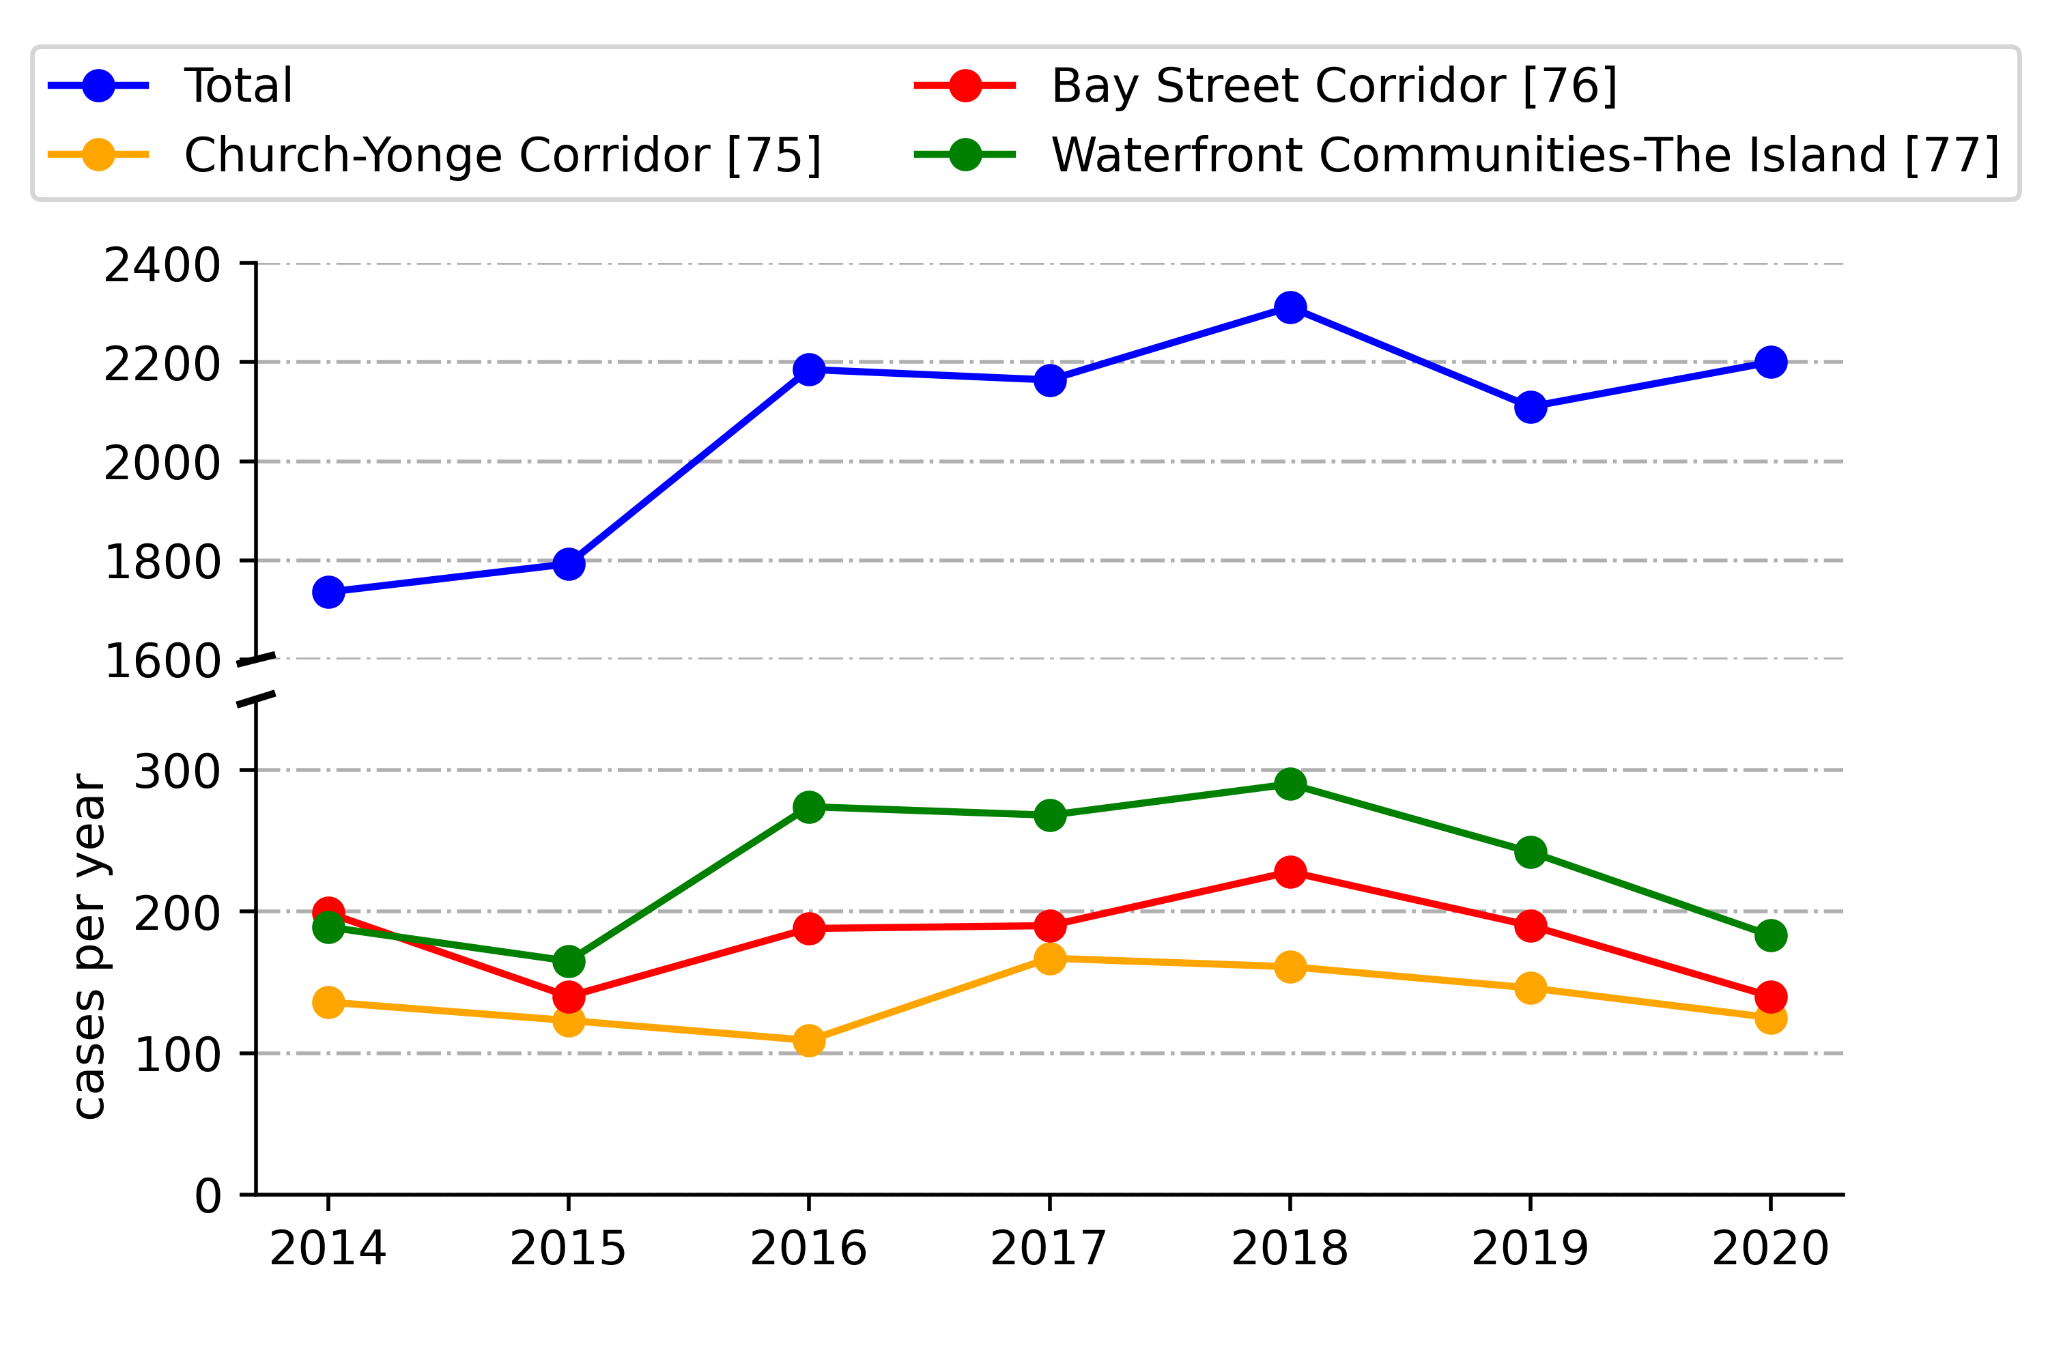 Total
Church-Yonge Corridor [75]
Bay Street Corridor [76]
Waterfront Communities-The Island [77]
2400
2200
2000
1800
1600
300
200
100
0
cases per year
2014 2015 2016 2017 2018 2019 2020